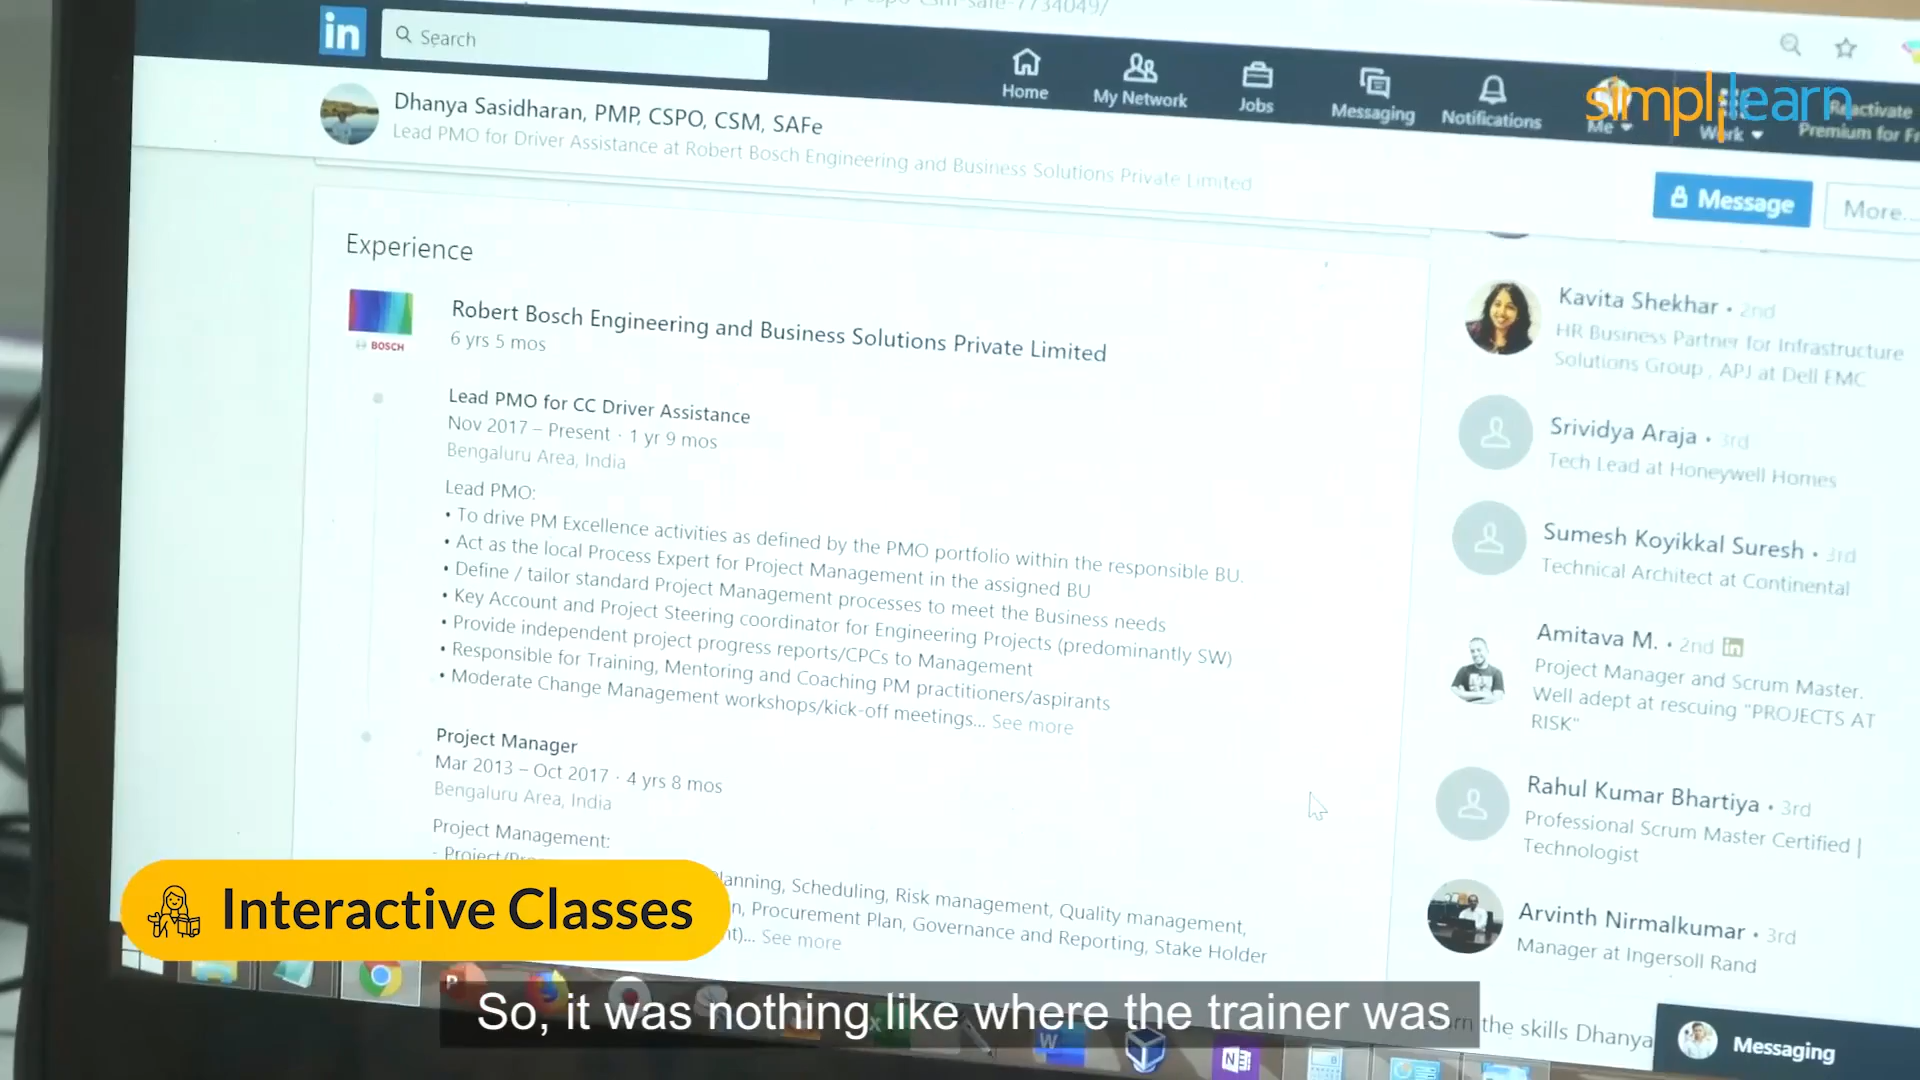 in
Search
Home
My Network
Jobs
Messaging
Notifications
Me
Work
Reactivate
Premium for
simplilearn
Dhanya Sasidharan, PMP, CSPO, CSM, SAFe
Lead PMO for Driver Assistance at Robert Bosch Engineering and Business Solutions Private Limited
Message
More...
Experience
BOSCH
Robert Bosch Engineering and Business Solutions Private Limited
6 yrs 5 mos
Lead PMO for CC Driver Assistance
Nov 2017 – Present · 1 yr 9 mos
Bengaluru Area, India
Lead PMO:
• To drive PM Excellence activities as defined by the PMO portfolio within the responsible BU.
• Act as the local Process Expert for Project Management in the assigned BU
• Define / tailor standard Project Management processes to meet the Business needs
• Key Account and Project Steering coordinator for Engineering Projects (predominantly SW)
• Provide independent project progress reports/CPCs to Management
• Responsible for Training, Mentoring and Coaching PM practitioners/aspirants
• Moderate Change Management workshops/kick-off meetings... See more
Project Manager
Mar 2013 – Oct 2017 · 4 yrs 8 mos
Bengaluru Area, India
Project Management:
Scheduling, Risk management, Quality management,
Procurement Plan, Governance and Reporting, Stake Holder
See more
Kavita Shekhar • 2nd
HR Business Partner for Infrastructure
Solutions Group, APJ at Dell EMC
Srividya Araja • 3rd
Tech Lead at Honeywell Homes
Sumesh Koyikkal Suresh • 3rd
Technical Architect at Continental
Amitava M. • 2nd in
Project Manager and Scrum Master.
Well adept at rescuing "PROJECTS AT
RISK"
Rahul Kumar Bhartiya • 3rd
Professional Scrum Master Certified |
Technologist
Arvinth Nirmalkumar • 3rd
Manager at Ingersoll Rand
the skills Dhanya
Messaging
Interactive Classes
So, it was nothing like where the trainer was